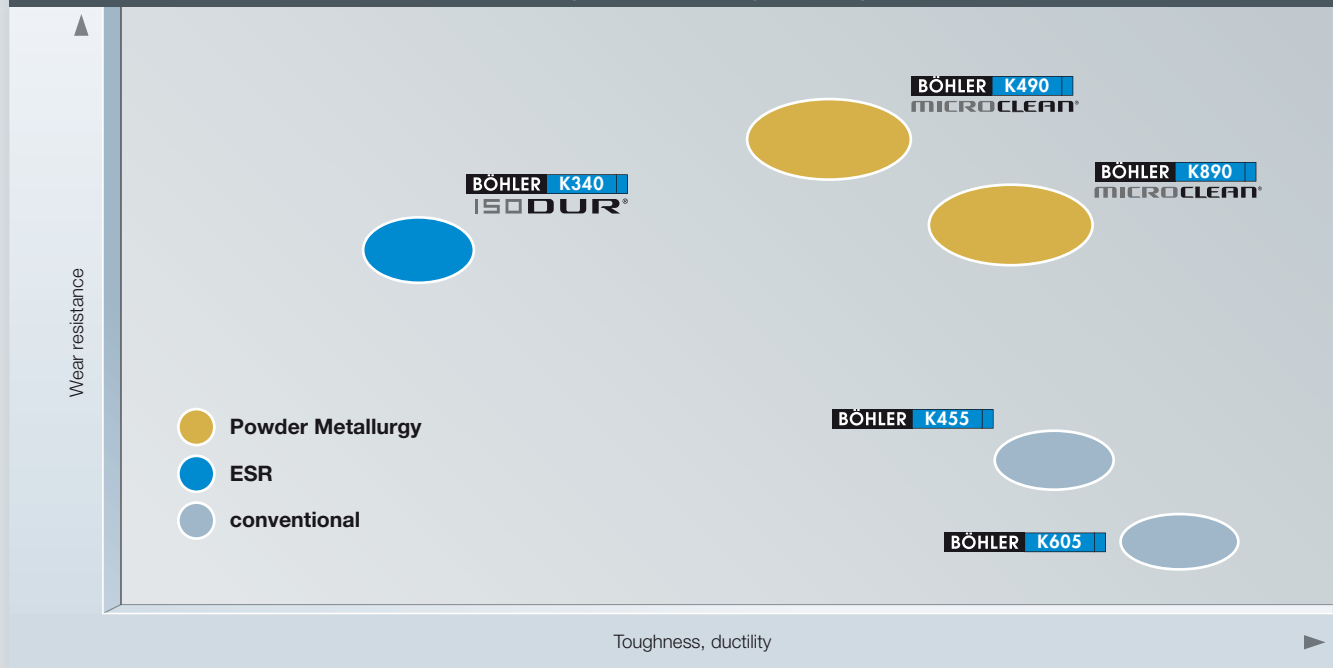 BÖHLER K490
MICROCLEAN®
BÖHLER K890
MICROCLEAN®
BÖHLER K340
ISODUR®
Wear resistance
BÖHLER K455
Powder Metallurgy
ESR
conventional
BÖHLER K605
Toughness, ductility